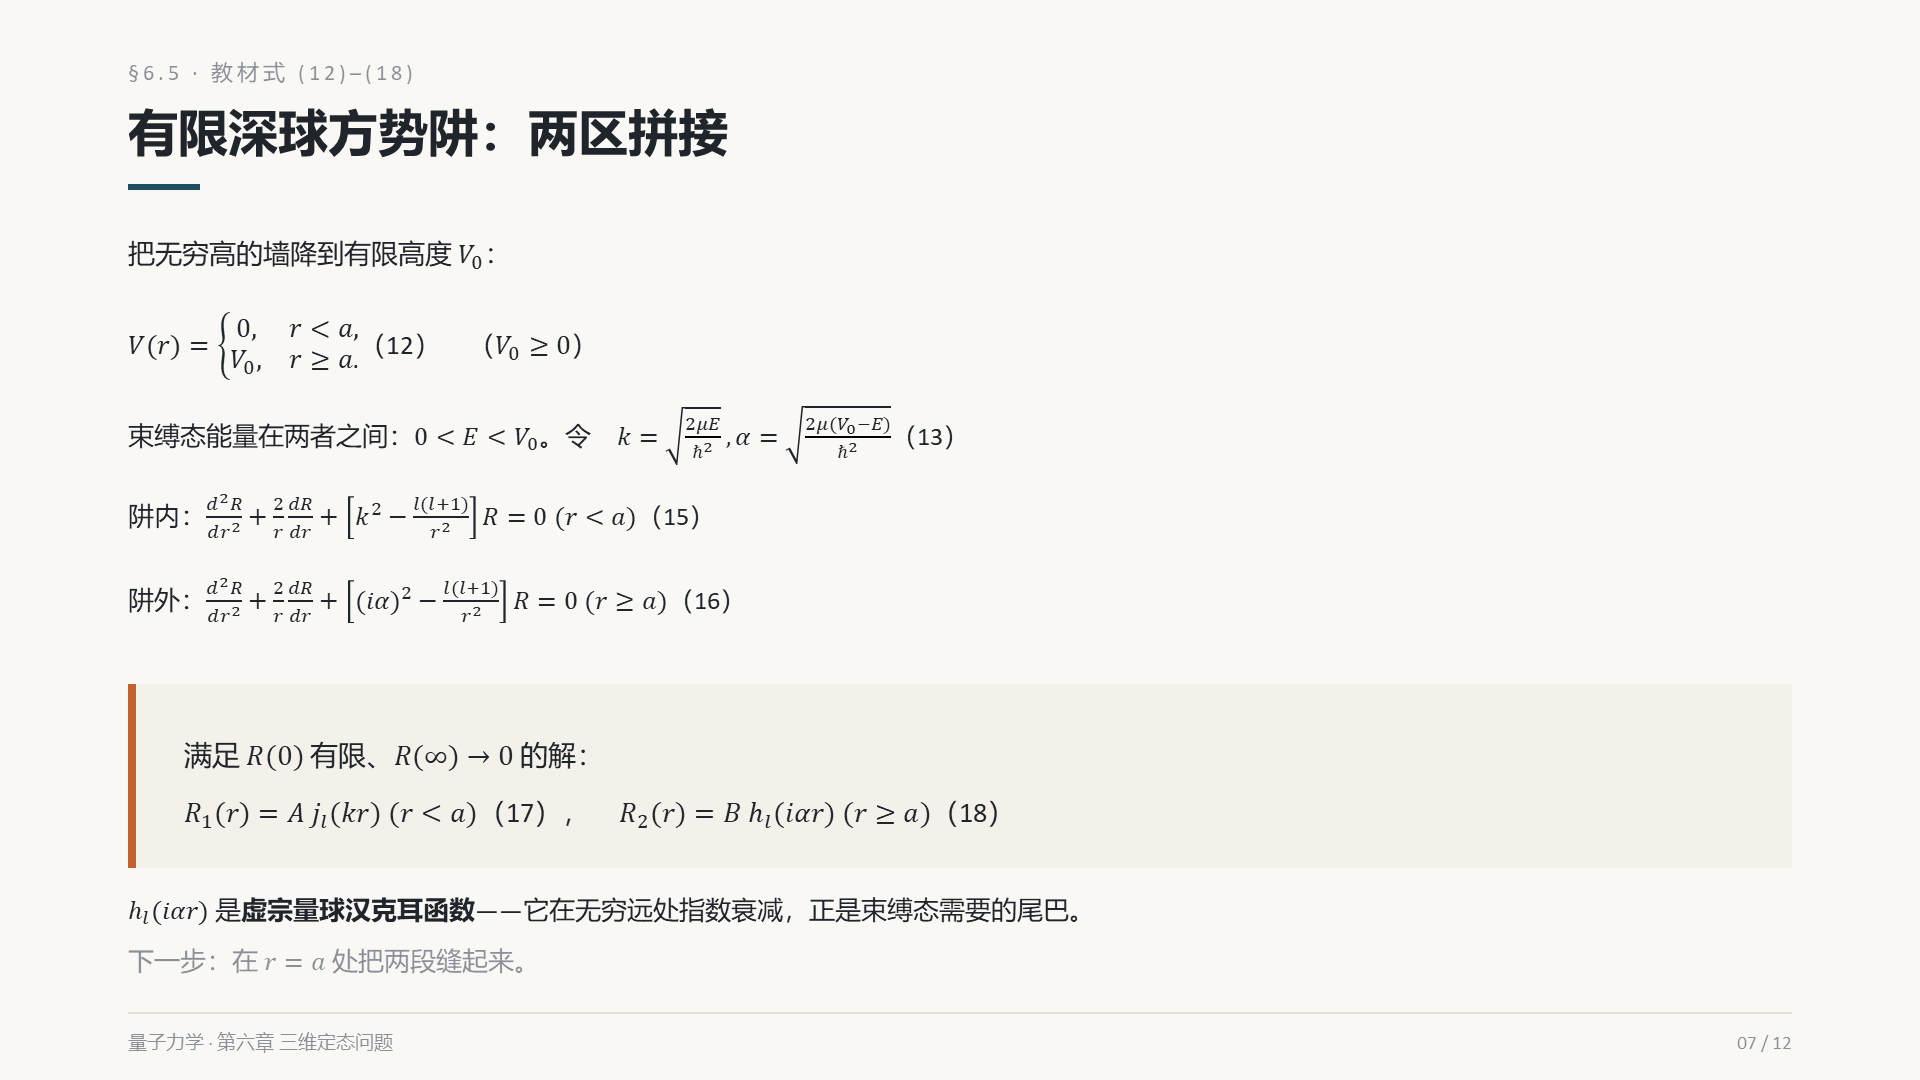 §6.5 · 教材式 (12)–(18)
有限深球方势阱：两区拼接
把无穷高的墙降到有限高度 V₀：
V(r) = { 0, r < a, V₀, r ≥ a. （12） （V₀ ≥ 0）
束缚态能量在两者之间：0 < E < V₀。令 k = √(2μE/ħ²), α = √(2μ(V₀−E)/ħ²) （13）
阱内：d²R/dr² + 2/r dR/dr + [k² − l(l+1)/r²] R = 0 (r < a)（15）
阱外：d²R/dr² + 2/r dR/dr + [(iα)² − l(l+1)/r²] R = 0 (r ≥ a)（16）
满足 R(0) 有限、R(∞) → 0 的解：
R₁(r) = A jₗ(kr) (r < a)（17）， R₂(r) = B hₗ(iαr) (r ≥ a)（18）
hₗ(iαr) 是虚宗量球汉克耳函数——它在无穷远处指数衰减，正是束缚态需要的尾巴。
下一步：在 r = a 处把两段缝起来。
量子力学 · 第六章 三维定态问题
07 / 12